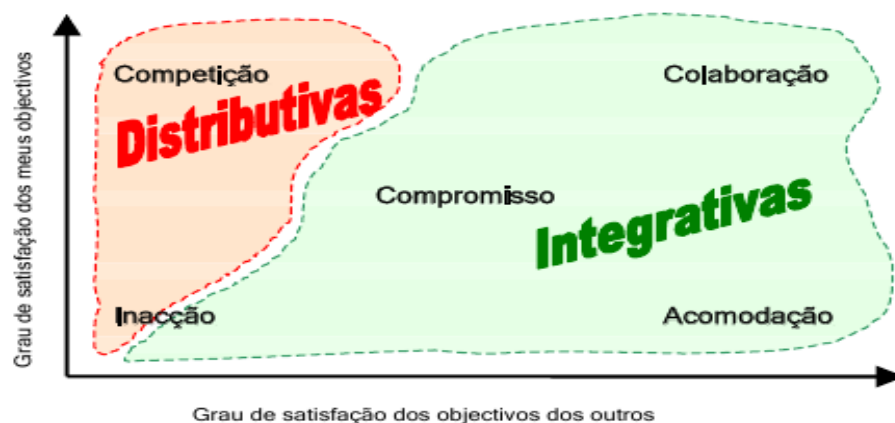 Grau de satisfação dos meus objectivos
Competição
Colaboração
Distributivas
Compromisso
Integrativas
Inacção
Acomodação
Grau de satisfação dos objectivos dos outros